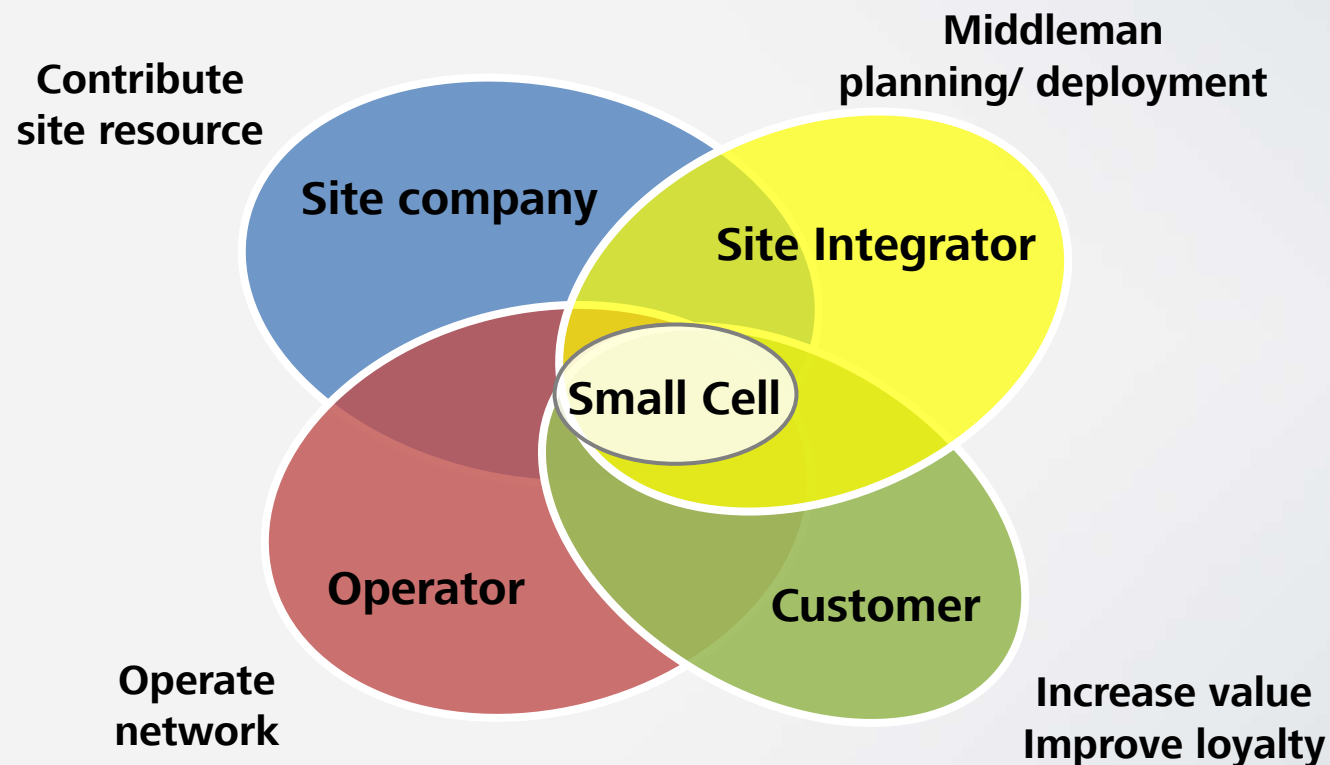 Middleman
planning/ deployment
Contribute
site resource
Site company
Site Integrator
Small Cell
Operator
Customer
Operate
network
Increase value
Improve loyalty